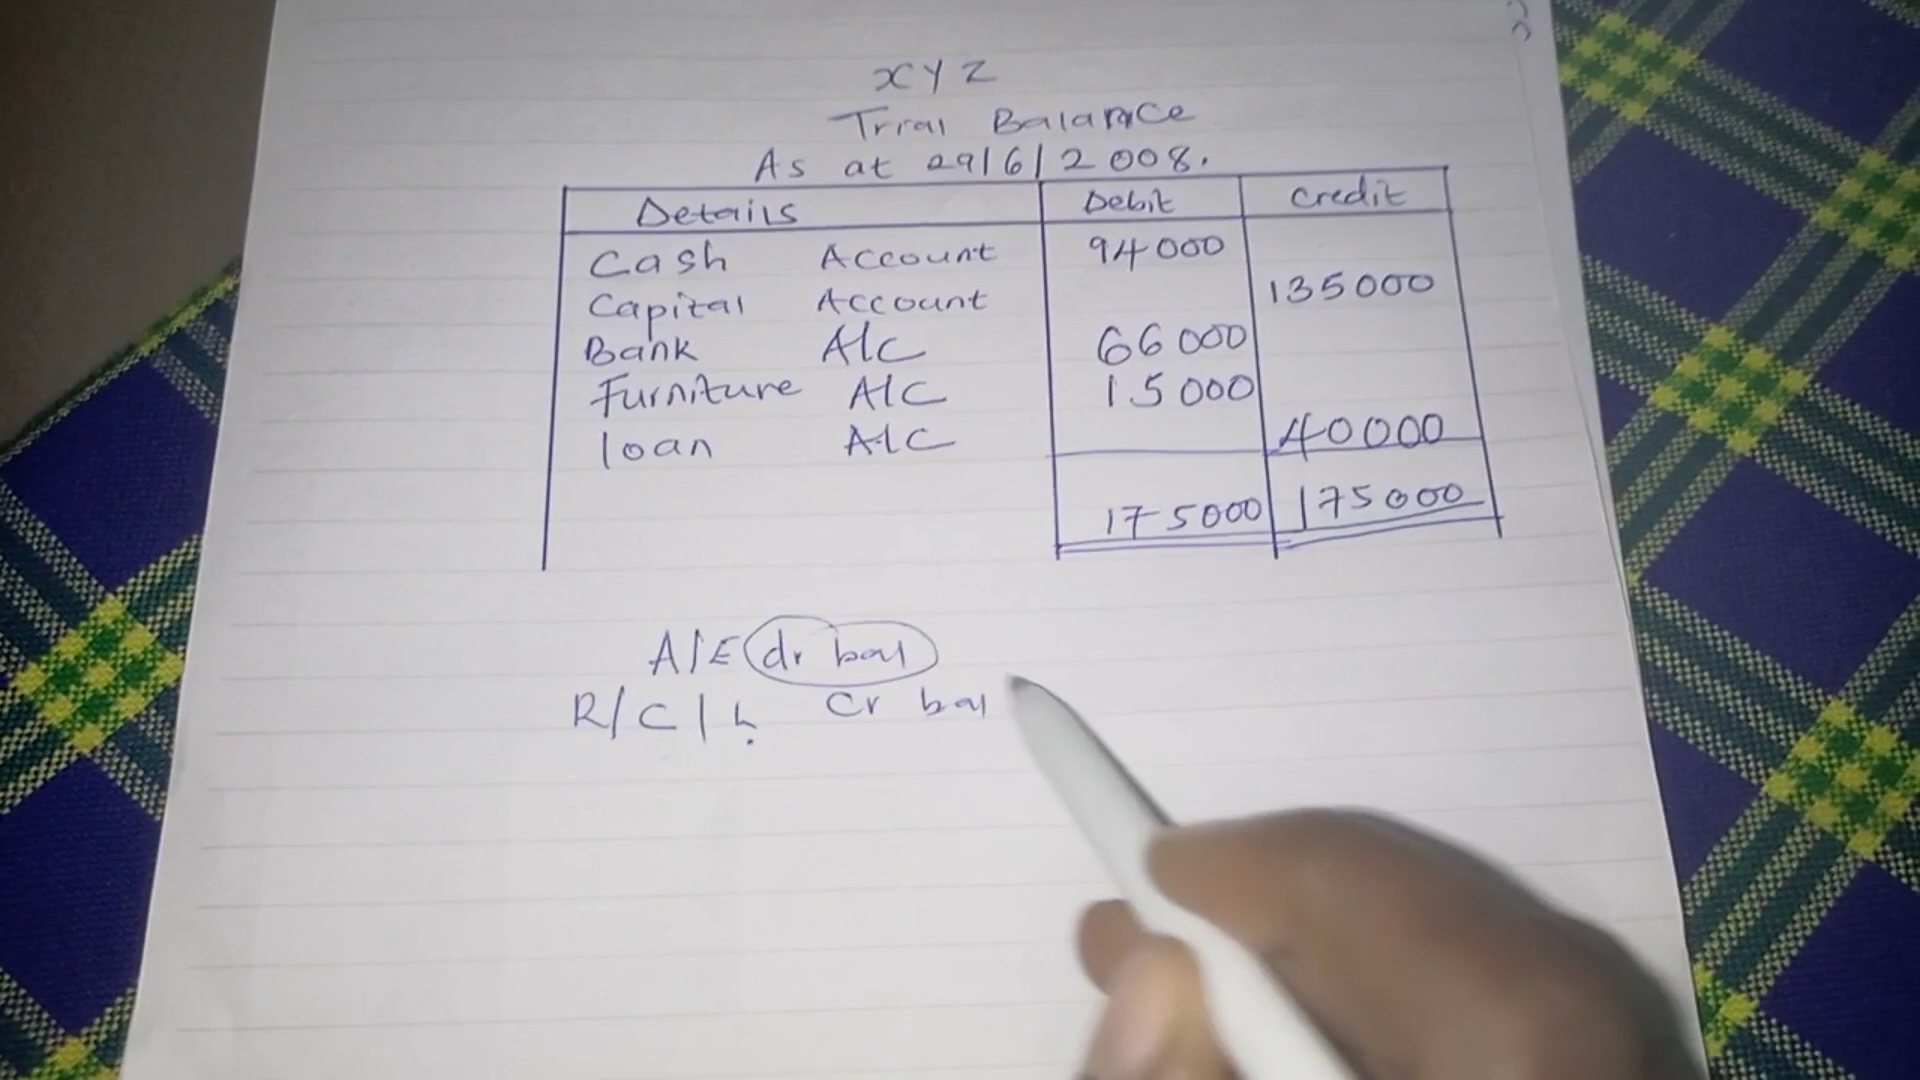 XYZ
Trial Balance
As at 29/6/2008.
Details Debit Credit
Cash Account 94000
Capital Account 135000
Bank A/C 66000
Furniture A/C 15000
loan A/C 40000
175000 175000
A/E dr bal
R/C/L Cr bal